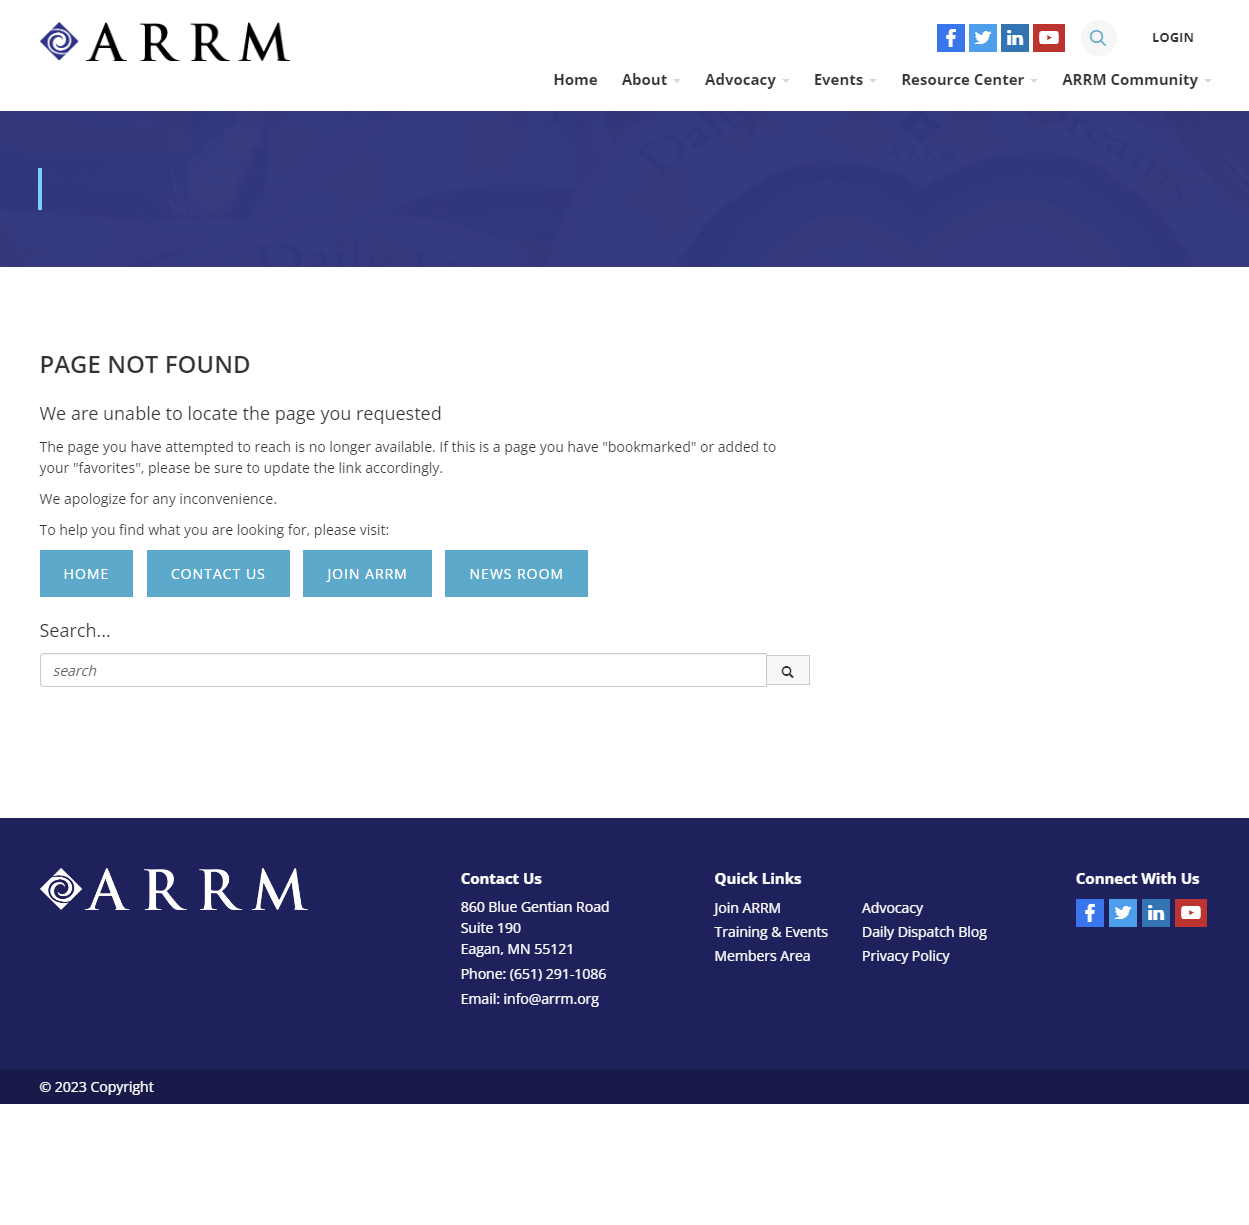 ARRM
LOGIN
Home About Advocacy Events Resource Center ARRM Community
Daily
Dreams
ARRM
Daily
PAGE NOT FOUND
We are unable to locate the page you requested
The page you have attempted to reach is no longer available. If this is a page you have "bookmarked" or added to
your "favorites", please be sure to update the link accordingly.
We apologize for any inconvenience.
To help you find what you are looking for, please visit:
HOME CONTACT US JOIN ARRM NEWS ROOM
Search...
search
ARRM
Contact Us
860 Blue Gentian Road
Suite 190
Eagan, MN 55121
Phone: (651) 291-1086
Email: info@arrm.org
Quick Links
Join ARRM
Training & Events
Members Area
Advocacy
Daily Dispatch Blog
Privacy Policy
Connect With Us
© 2023 Copyright